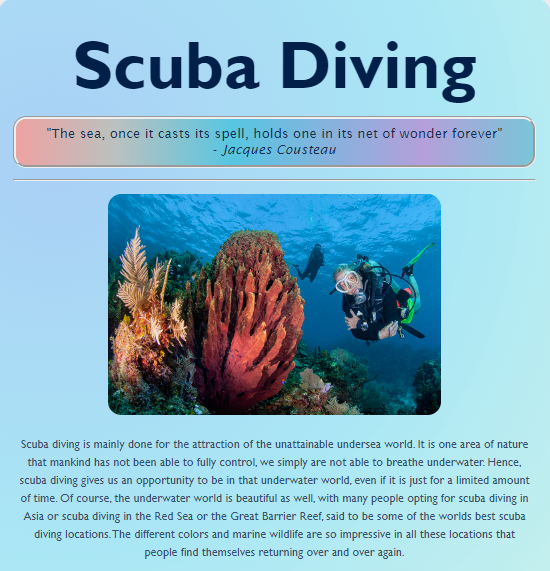 Scuba Diving
"The sea, once it casts its spell, holds one in its net of wonder forever"
- Jacques Cousteau
Scuba diving is mainly done for the attraction of the unattainable undersea world. It is one area of nature
that mankind has not been able to fully control, we simply are not able to breathe underwater. Hence,
scuba diving gives us an opportunity to be in that underwater world, even if it is just for a limited amount
of time. Of course, the underwater world is beautiful as well, with many people opting for scuba diving in
Asia or scuba diving in the Red Sea or the Great Barrier Reef, said to be some of the worlds best scuba
diving locations. The different colors and marine wildlife are so impressive in all these locations that
people find themselves returning over and over again.